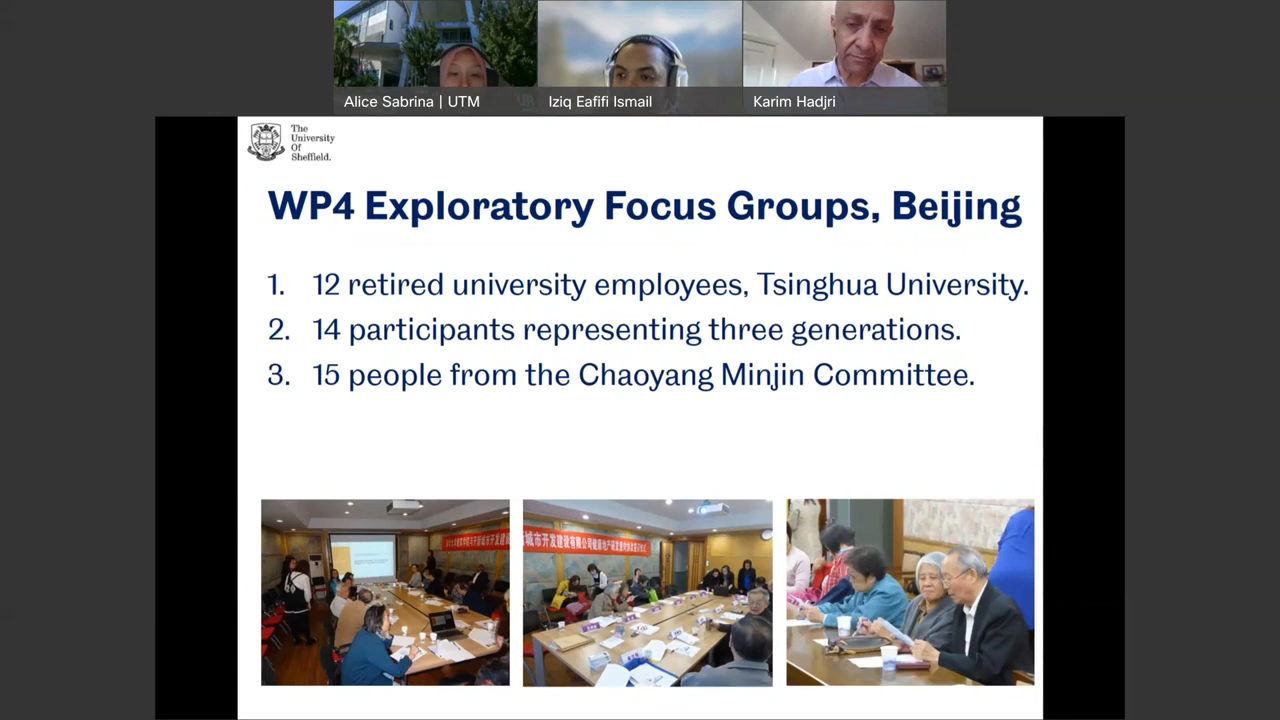 Alice Sabrina | UTM
Iziq Eafifi Ismail
Karim Hadjri
The
University
Of
Sheffield.
WP4 Exploratory Focus Groups, Beijing
1. 12 retired university employees, Tsinghua University.
2. 14 participants representing three generations.
3. 15 people from the Chaoyang Minjin Committee.